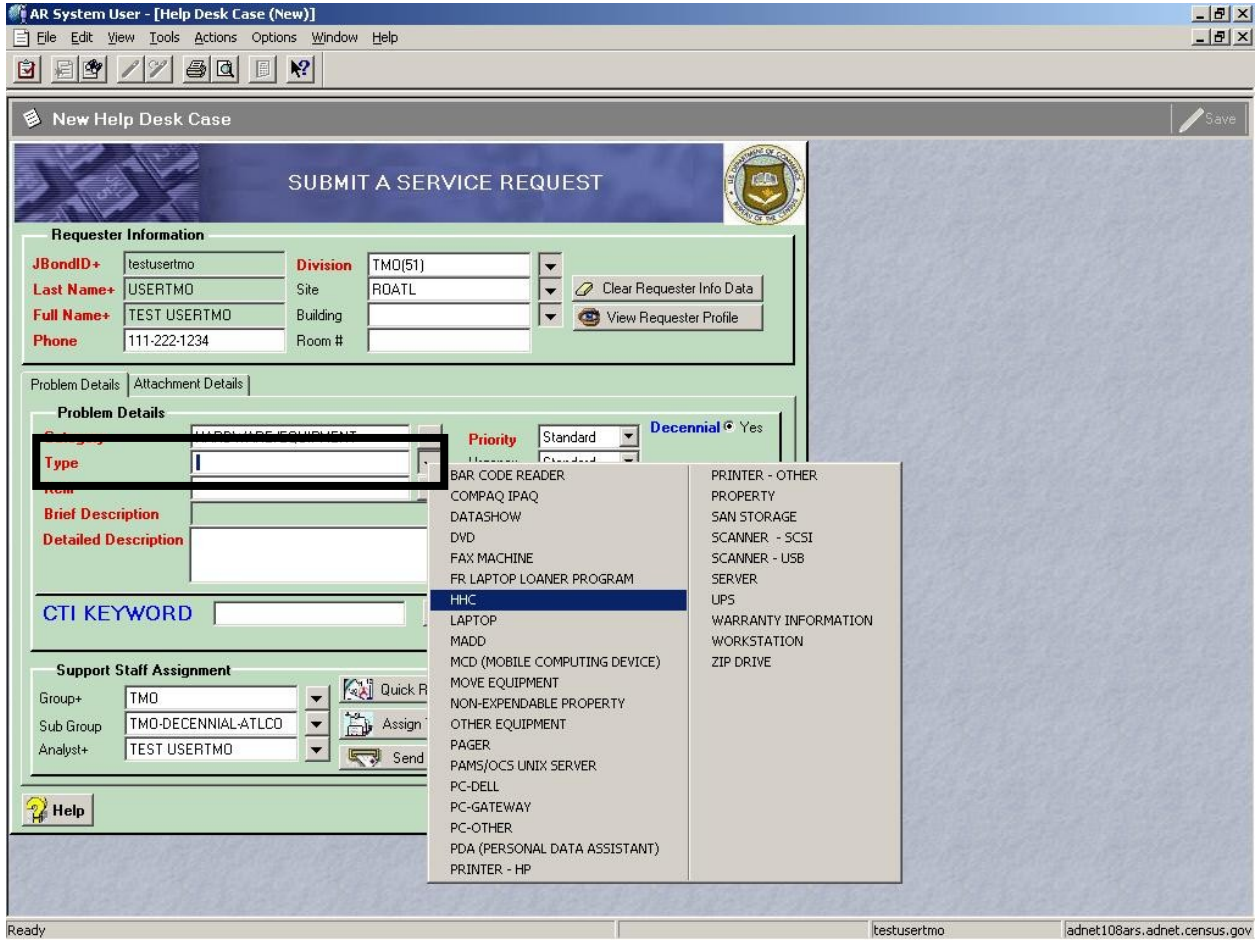 AR System User - [Help Desk Case (New)]
File Edit View Tools Actions Options Window Help
New Help Desk Case
Save
SUBMIT A SERVICE REQUEST
Requester Information
JBondID+ testusertmo Division TMO(51)
Last Name+ USERTMO Site ROATL Clear Requester Info Data
Full Name+ TEST USERTMO Building View Requester Profile
Phone 111-222-1234 Room #
Problem Details Attachment Details
Problem Details
HARDWARE/EQUIPMENT Priority Standard Decennial Yes
Type Standard
Brief Description
Detailed Description
CTI KEYWORD
BAR CODE READER
COMPAQ IPAQ
DATASHOW
DVD
FAX MACHINE
FR LAPTOP LOANER PROGRAM
HHC
LAPTOP
MADD
MCD (MOBILE COMPUTING DEVICE)
MOVE EQUIPMENT
NON-EXPENDABLE PROPERTY
OTHER EQUIPMENT
PAGER
PAMS/OCS UNIX SERVER
PC-DELL
PC-GATEWAY
PC-OTHER
PDA (PERSONAL DATA ASSISTANT)
PRINTER - HP
PRINTER - OTHER
PROPERTY
SAN STORAGE
SCANNER - SCSI
SCANNER - USB
SERVER
UPS
WARRANTY INFORMATION
WORKSTATION
ZIP DRIVE
Support Staff Assignment
Group+ TMO Quick R
Sub Group TMO-DECENNIAL-ATLCO Assign
Analyst+ TEST USERTMO Send
Help
Ready testusertmo adnet108ars.adnet.census.gov